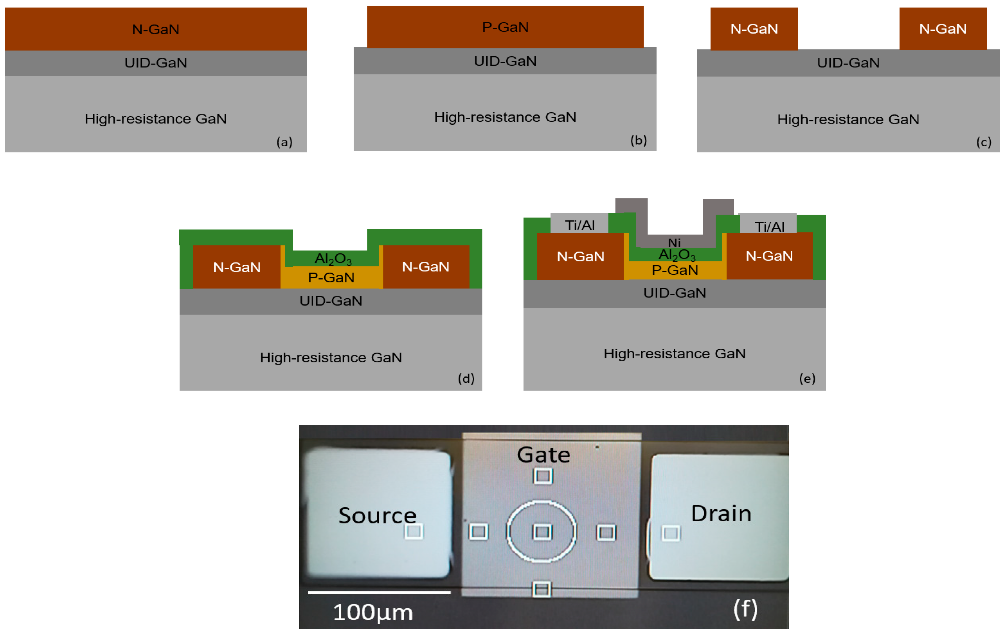 N-GaN
UID-GaN
High-resistance GaN
(a)
P-GaN
UID-GaN
High-resistance GaN
(b)
N-GaN N-GaN
UID-GaN
High-resistance GaN
(c)
N-GaN Al₂O₃ N-GaN
P-GaN
UID-GaN
High-resistance GaN
(d)
Ti/Al Ti/Al
Ni
N-GaN Al₂O₃ N-GaN
P-GaN
UID-GaN
High-resistance GaN
(e)
Gate
Source Drain
100μm
(f)